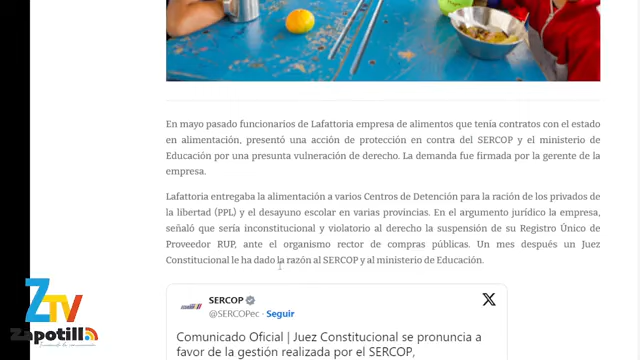 En mayo pasado funcionarios de Lafattoria empresa de alimentos que tenía contratos con el estado
en alimentación, presentó una acción de protección en contra del SERCOP y el ministerio de
Educación por una presunta vulneración de derecho. La demanda fue firmada por la gerente de la
empresa.
Lafattoria entregaba la alimentación a varios Centros de Detención para la ración de los privados de
la libertad (PPL) y el desayuno escolar en varias provincias. En el argumento jurídico la empresa,
señaló que sería inconstitucional y violatorio al derecho la suspensión de su Registro Único de
Proveedor RUP, ante el organismo rector de compras públicas. Un mes después un Juez
Constitucional le ha dado la razón al SERCOP y al ministerio de Educación.
SERCOP
@SERCOPec · Seguir
Comunicado Oficial | Juez Constitucional se pronuncia a
favor de la gestión realizada por el SERCOP,
ZTV
Zapotillo